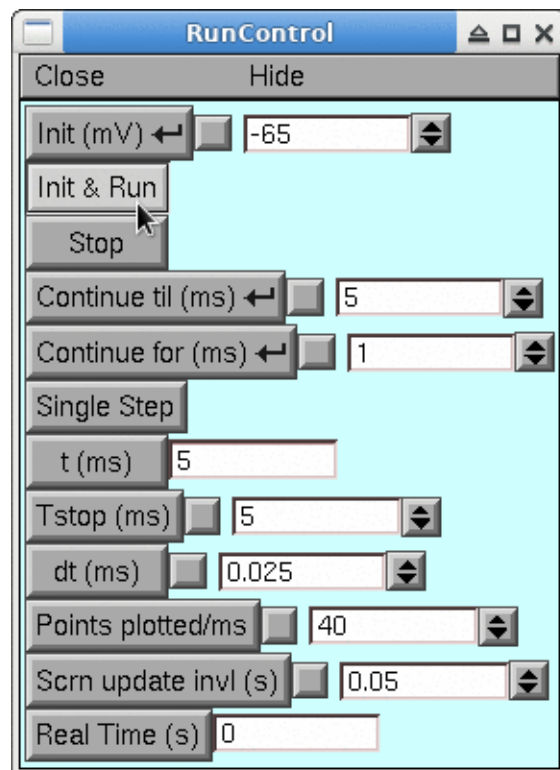 RunControl
Close Hide
Init (mV) -65
Init & Run
Stop
Continue til (ms) 5
Continue for (ms) 1
Single Step
t (ms) 5
Tstop (ms) 5
dt (ms) 0.025
Points plotted/ms 40
Scrn update invl (s) 0.05
Real Time (s) 0